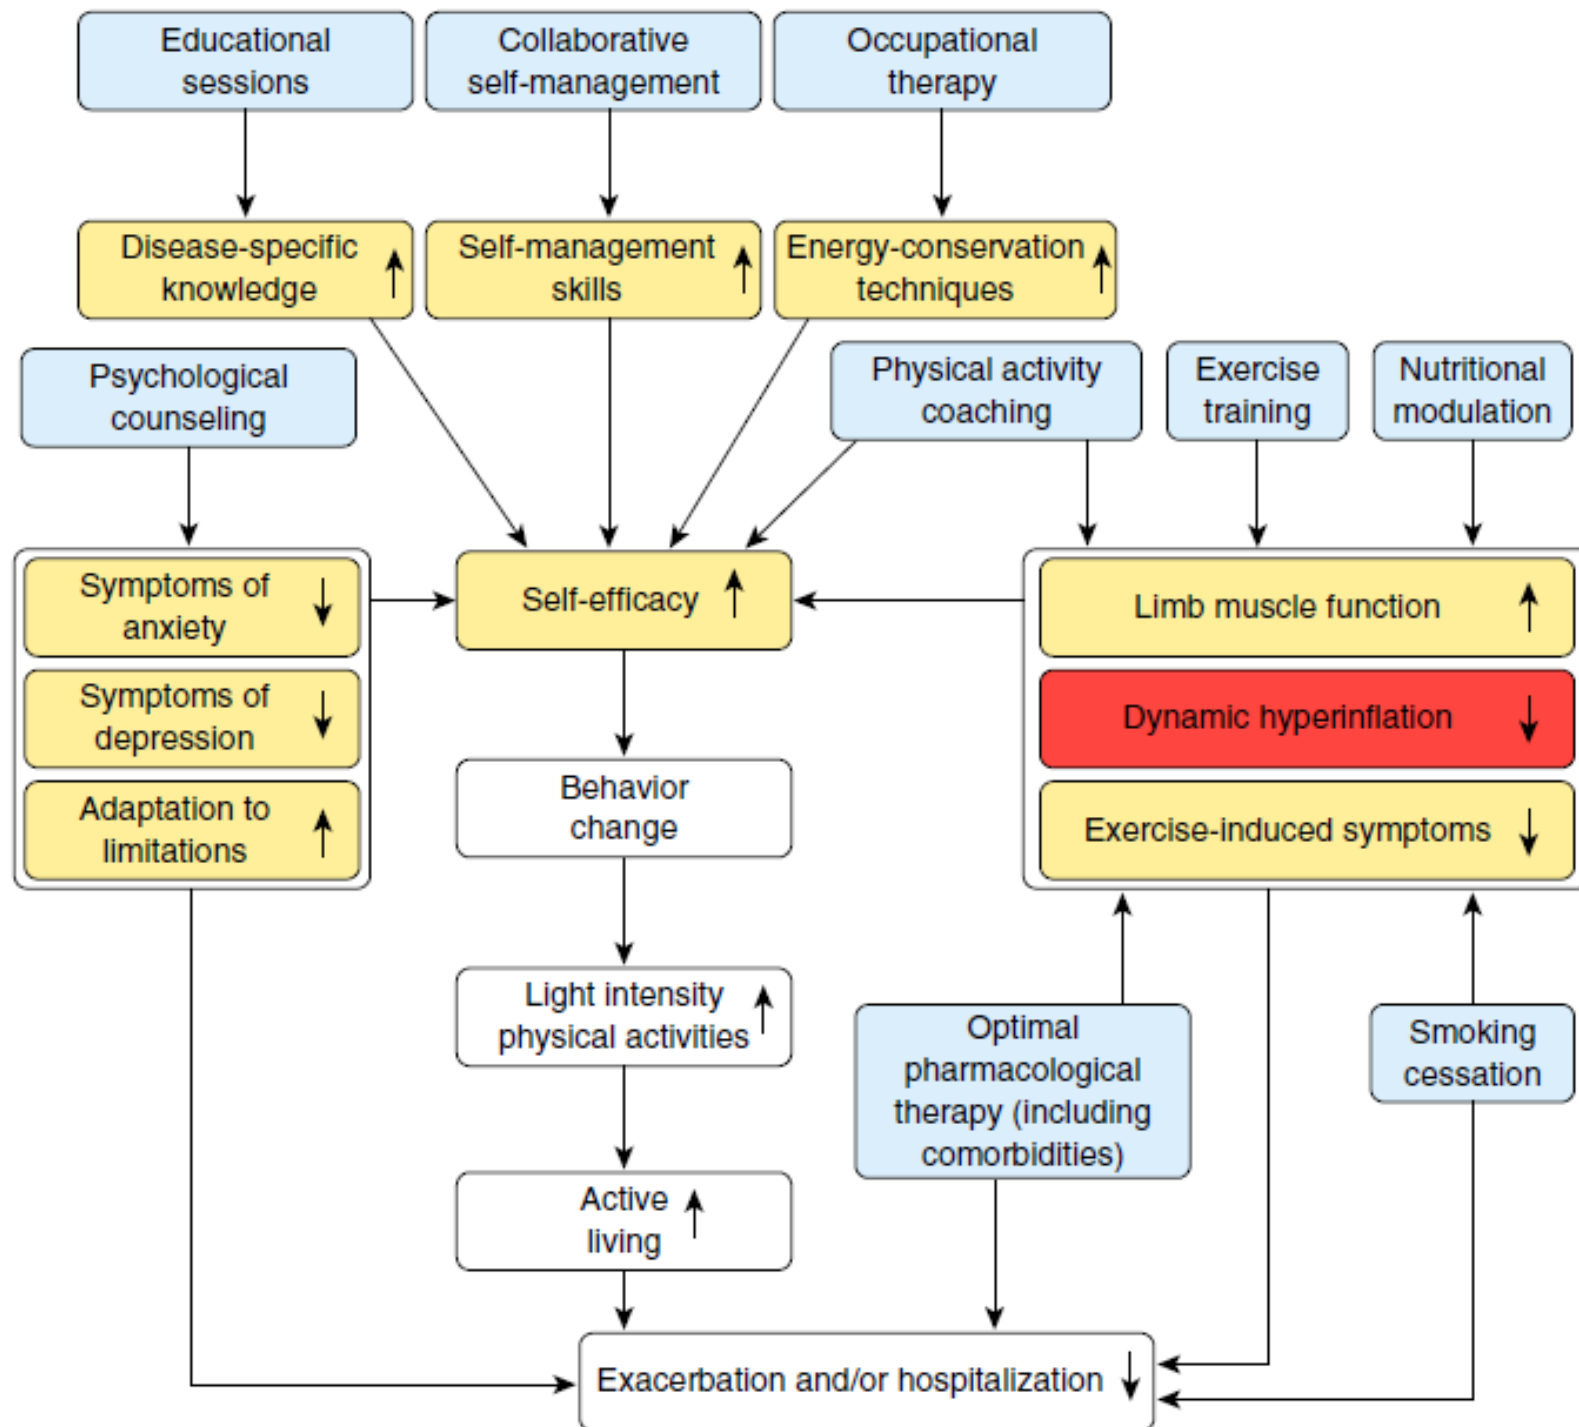 Educational
sessions
Collaborative
self-management
Occupational
therapy
Disease-specific
knowledge
Self-management
skills
Energy-conservation
techniques
Psychological
counseling
Physical activity
coaching
Exercise
training
Nutritional
modulation
Symptoms of
anxiety
Symptoms of
depression
Adaptation to
limitations
Self-efficacy
Limb muscle function
Dynamic hyperinflation
Exercise-induced symptoms
Behavior
change
Light intensity
physical activities
Optimal
pharmacological
therapy (including
comorbidities)
Smoking
cessation
Active
living
Exacerbation and/or hospitalization